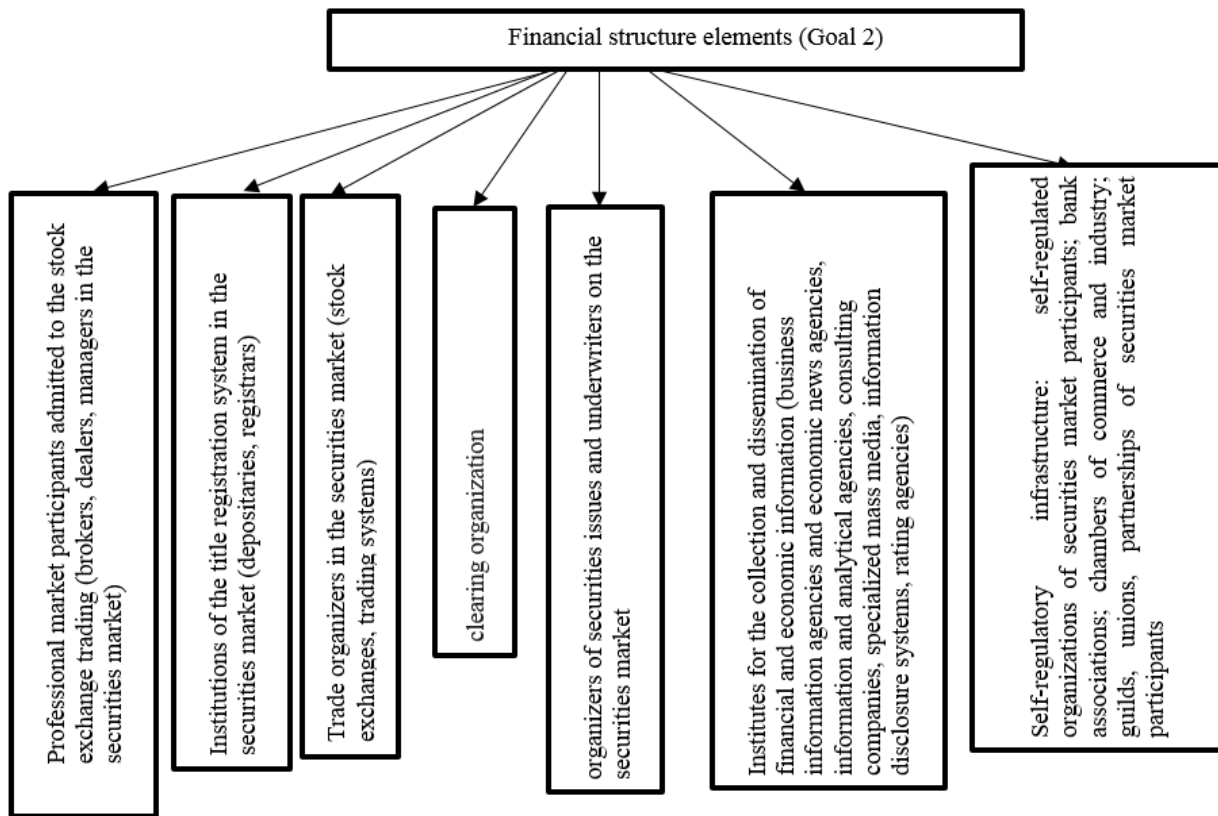 Financial structure elements (Goal 2)
Professional market participants admitted to the stock
exchange trading (brokers, dealers, managers in the
securities market)
Institutions of the title registration system in the
securities market (depositaries, registrars)
Trade organizers in the securities market (stock
exchanges, trading systems)
clearing organization
organizers of securities issues and underwriters on the
securities market
Institutes for the collection and dissemination of
financial and economic information (business
information agencies and economic news agencies,
information and analytical agencies, consulting
companies, specialized mass media, information
disclosure systems, rating agencies)
Self-regulatory infrastructure: self-regulated
organizations of securities market participants; bank
associations; chambers of commerce and industry;
guilds, unions, partnerships of securities market
participants